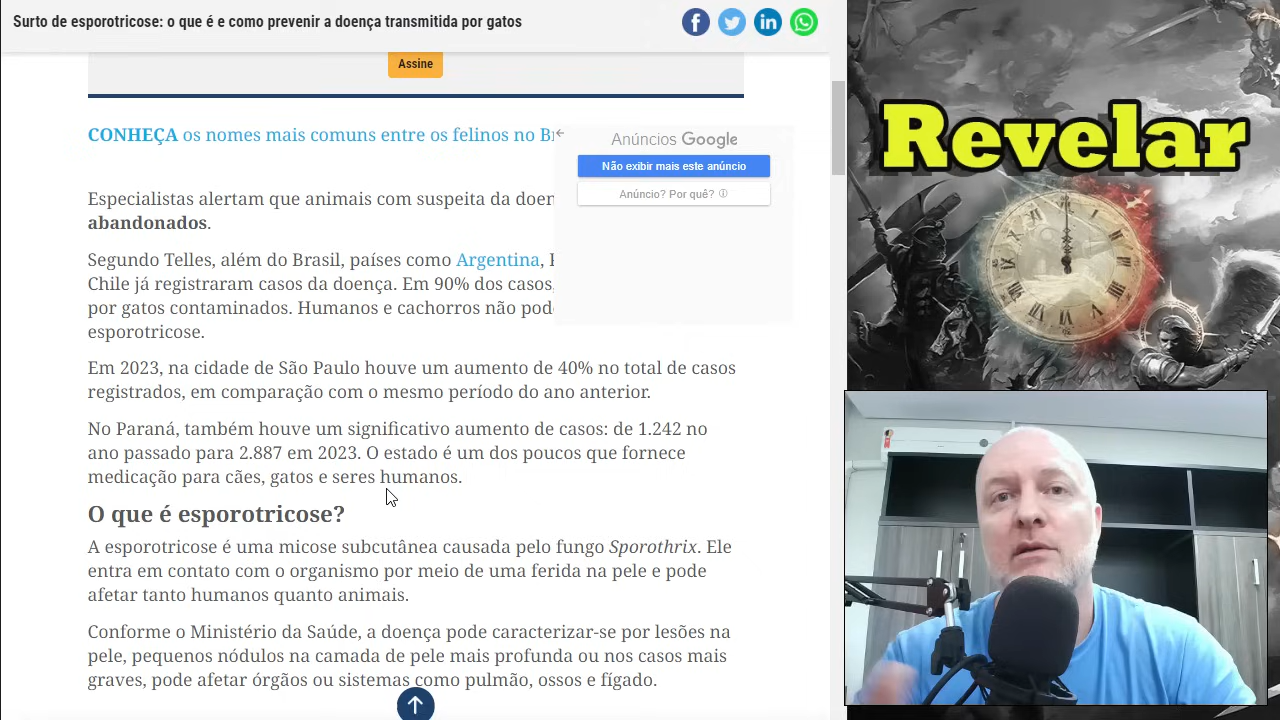 Surto de esporotricose: o que é e como prevenir a doença transmitida por gatos
Assine
CONHEÇA os nomes mais comuns entre os felinos no B
Anúncios Google
Não exibir mais este anúncio
Anúncio? Por quê?
Especialistas alertam que animais com suspeita da doen
abandonados.
Segundo Telles, além do Brasil, países como Argentina,
Chile já registraram casos da doença. Em 90% dos casos,
por gatos contaminados. Humanos e cachorros não pod
esporotricose.
Em 2023, na cidade de São Paulo houve um aumento de 40% no total de casos
registrados, em comparação com o mesmo período do ano anterior.
No Paraná, também houve um significativo aumento de casos: de 1.242 no
ano passado para 2.887 em 2023. O estado é um dos poucos que fornece
medicação para cães, gatos e seres humanos.
O que é esporotricose?
A esporotricose é uma micose subcutânea causada pelo fungo Sporothrix. Ele
entra em contato com o organismo por meio de uma ferida na pele e pode
afetar tanto humanos quanto animais.
Conforme o Ministério da Saúde, a doença pode caracterizar-se por lesões na
pele, pequenos nódulos na camada de pele mais profunda ou nos casos mais
graves, pode afetar órgãos ou sistemas como pulmão, ossos e fígado.
Revelar